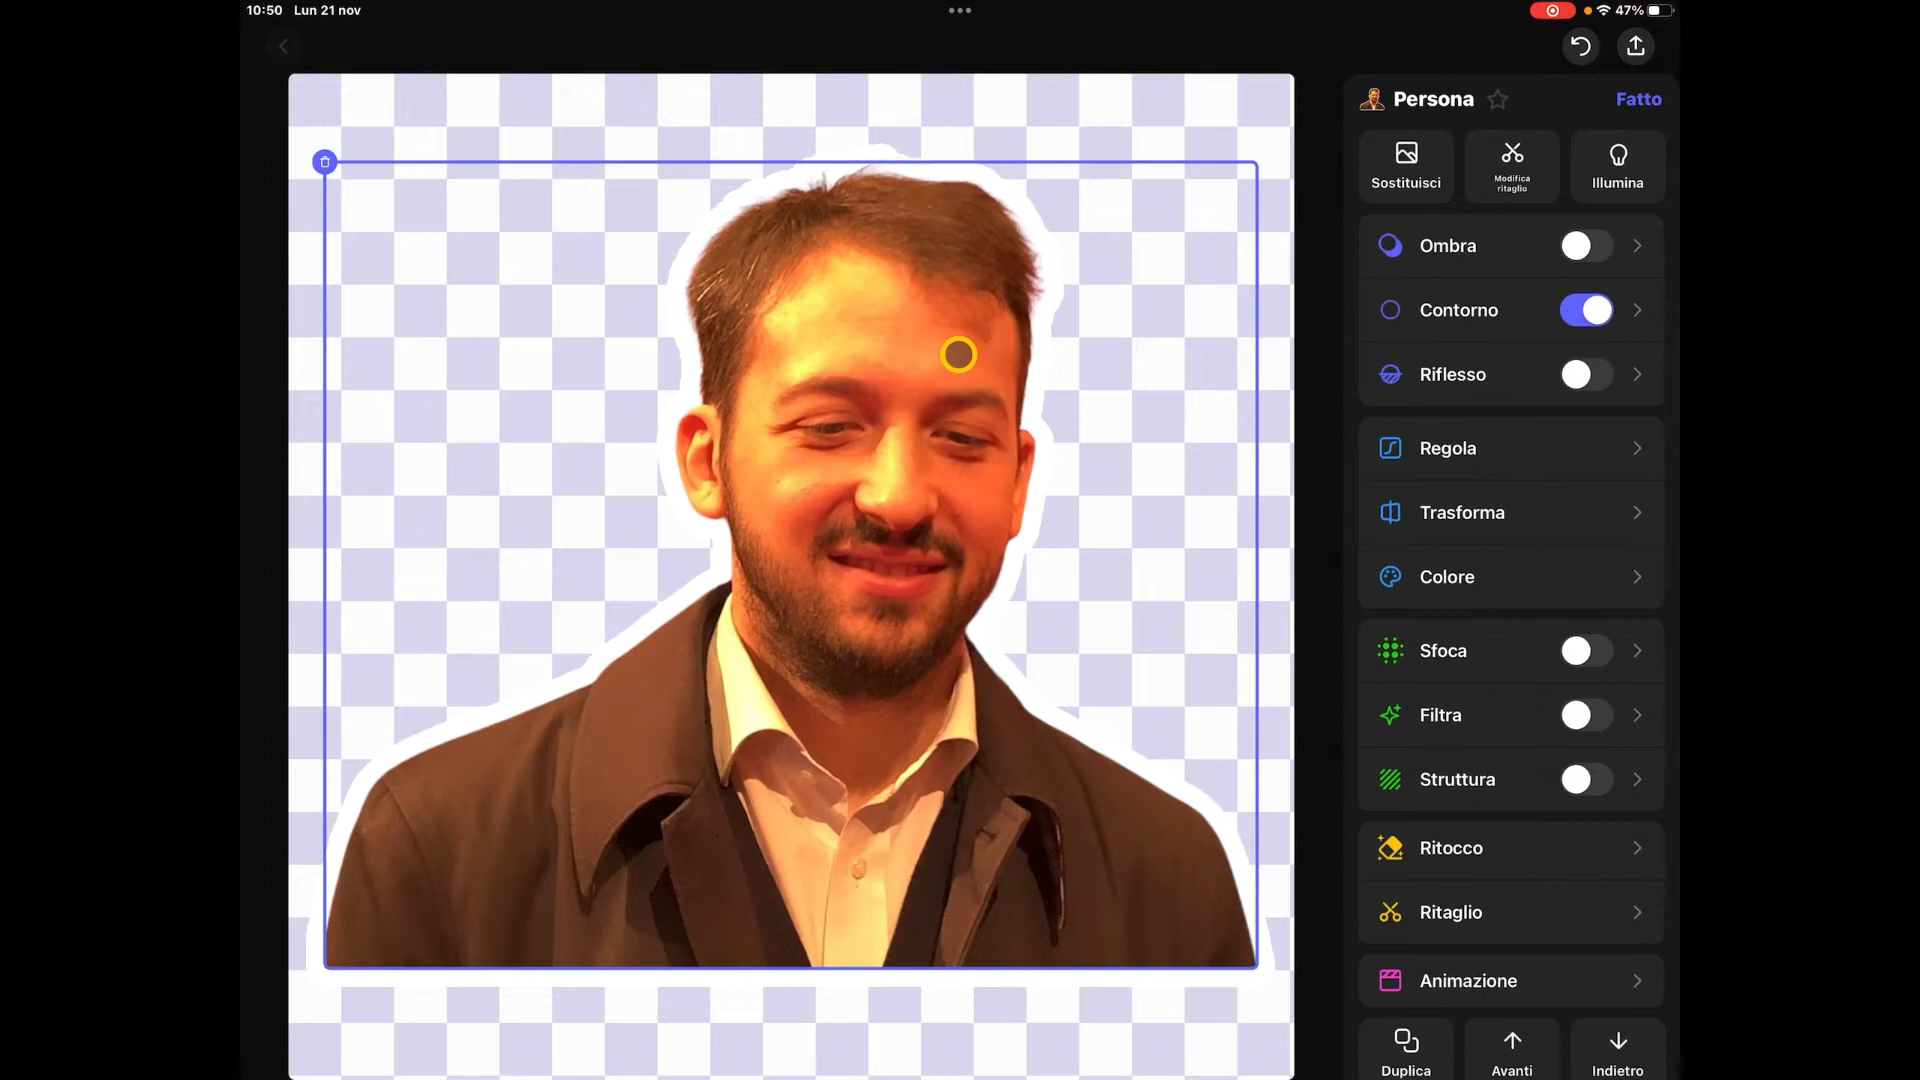 10:50 Lun 21 nov
47%
Persona
Fatto
Sostituisci
Modifica
ritaglio
Illumina
Ombra
Contorno
Riflesso
Regola
Trasforma
Colore
Sfoca
Filtra
Struttura
Ritocco
Ritaglio
Animazione
Duplica
Avanti
Indietro